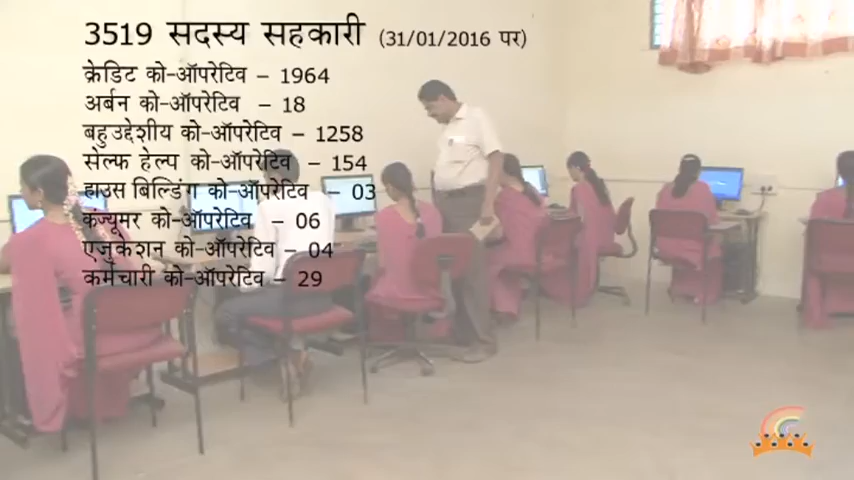 3519 सदस्य सहकारी (31/01/2016 पर)
क्रेडिट को-ऑपरेटिव – 1964
अर्बन को-ऑपरेटिव – 18
बहुउद्देशीय को-ऑपरेटिव – 1258
सेल्फ हेल्प को-ऑपरेटिव – 154
हाउस बिल्डिंग को-ऑपरेटिव – 03
कंज्यूमर को-ऑपरेटिव – 06
एजुकेशन को-ऑपरेटिव – 04
कर्मचारी को-ऑपरेटिव – 29